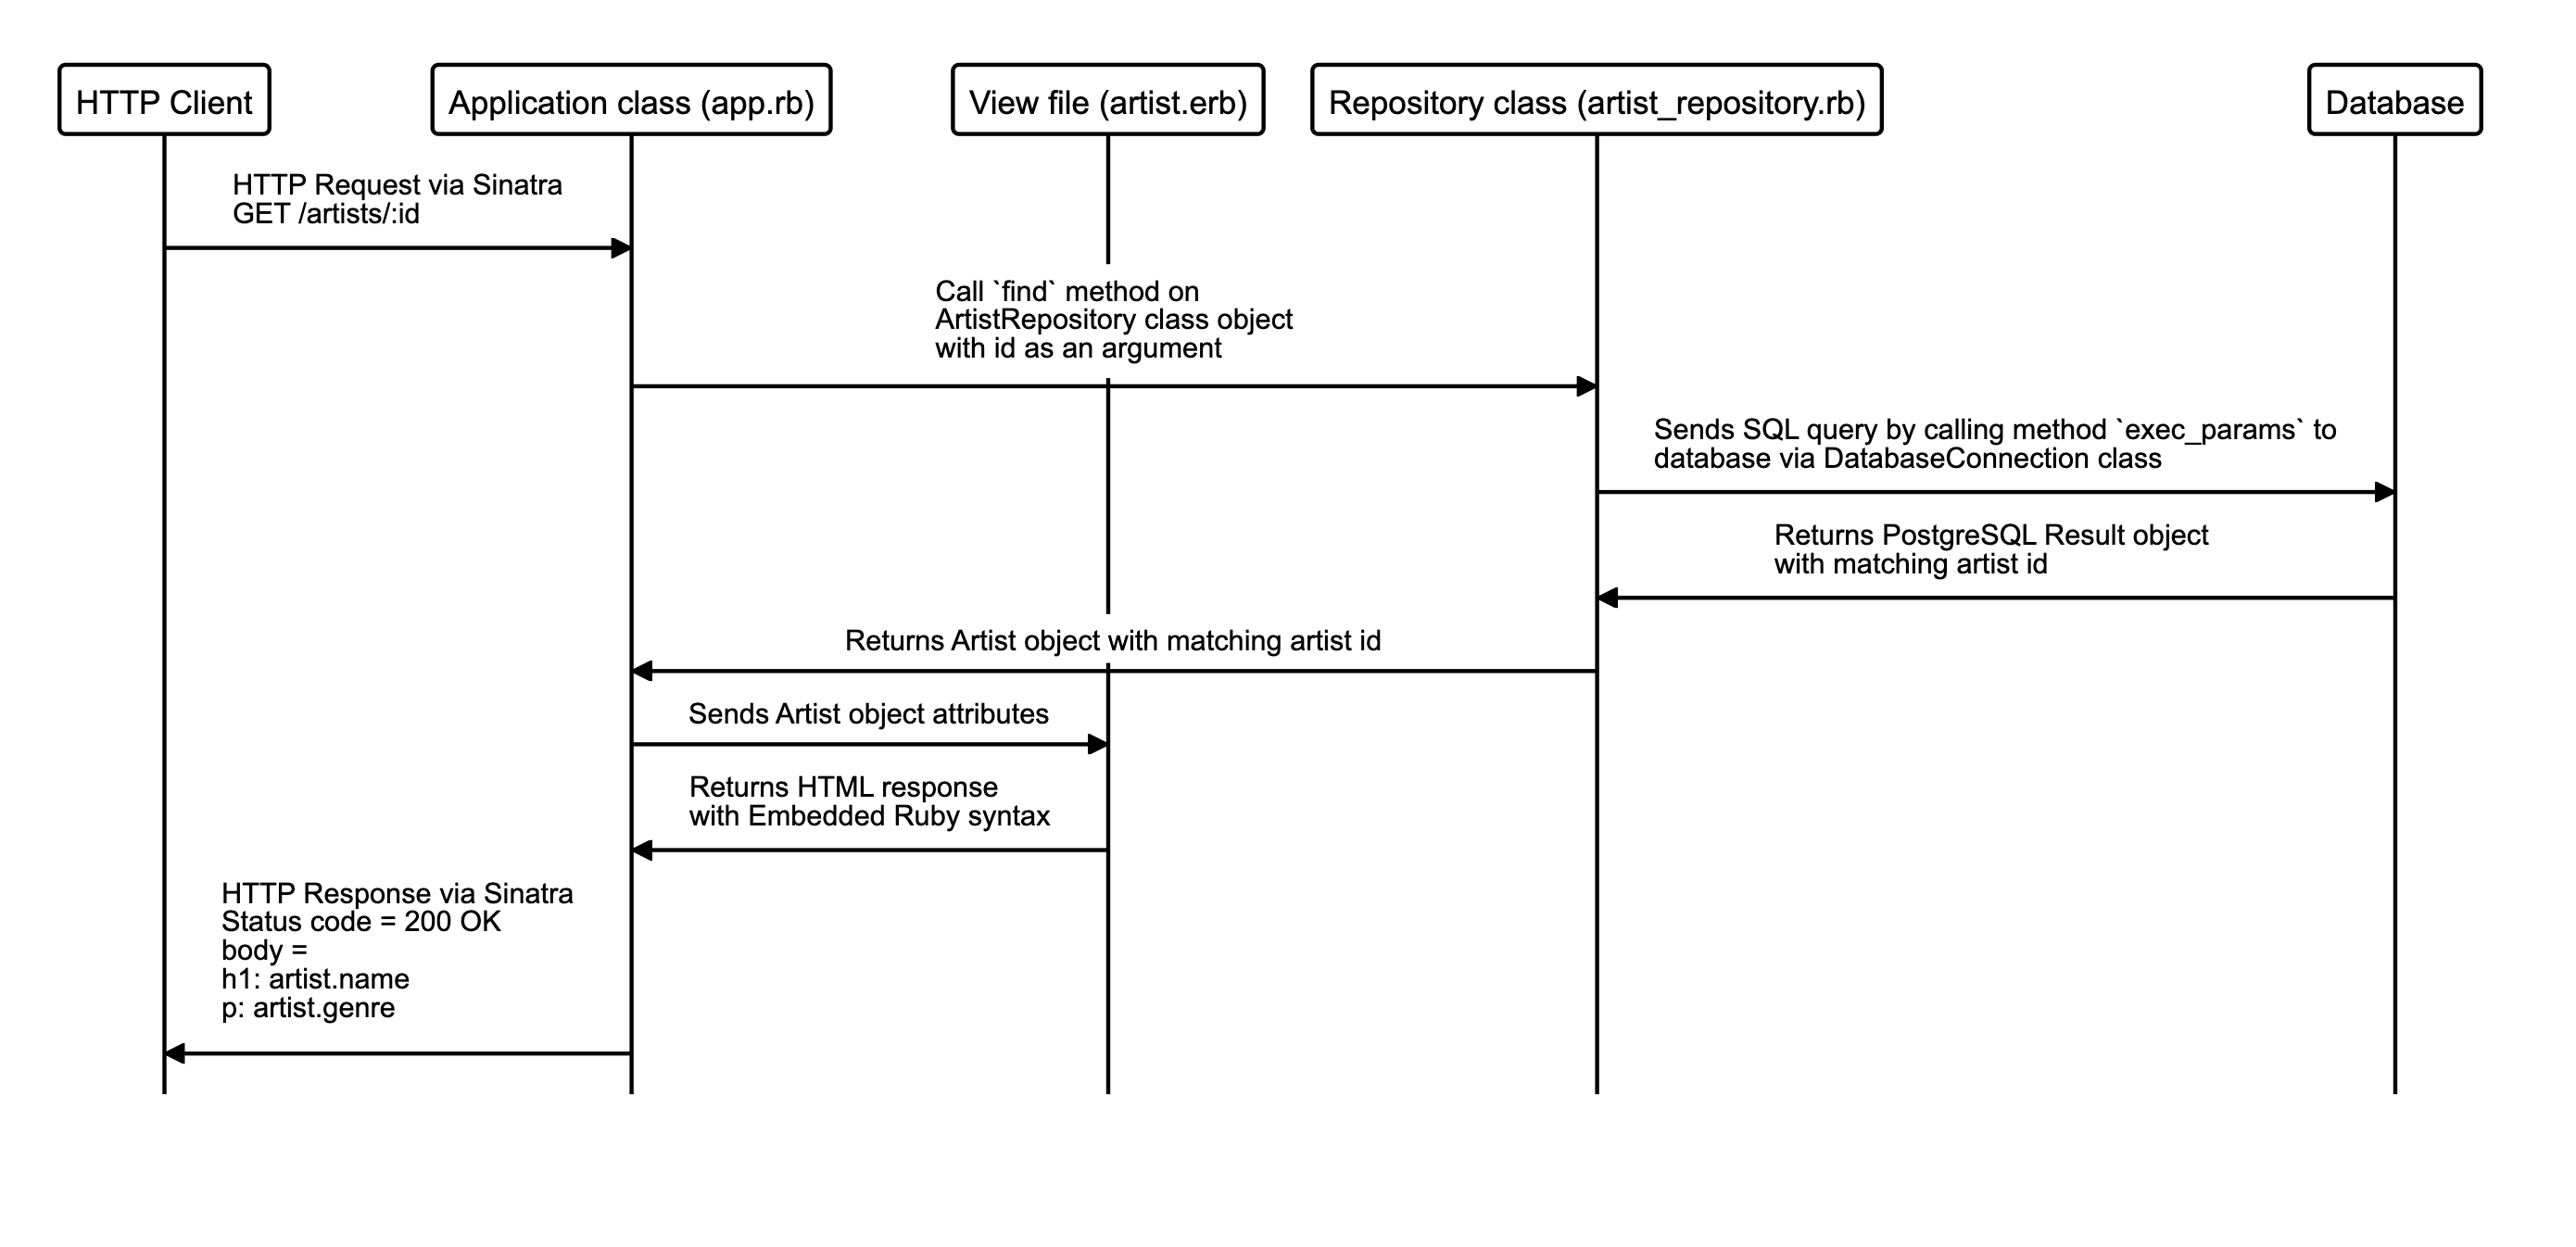 HTTP Client
Application class (app.rb)
View file (artist.erb)
Repository class (artist_repository.rb)
Database
HTTP Request via Sinatra
GET /artists/:id
Call `find` method on
ArtistRepository class object
with id as an argument
Sends SQL query by calling method `exec_params` to
database via DatabaseConnection class
Returns PostgreSQL Result object
with matching artist id
Returns Artist object with matching artist id
Sends Artist object attributes
Returns HTML response
with Embedded Ruby syntax
HTTP Response via Sinatra
Status code = 200 OK
body =
h1: artist.name
p: artist.genre